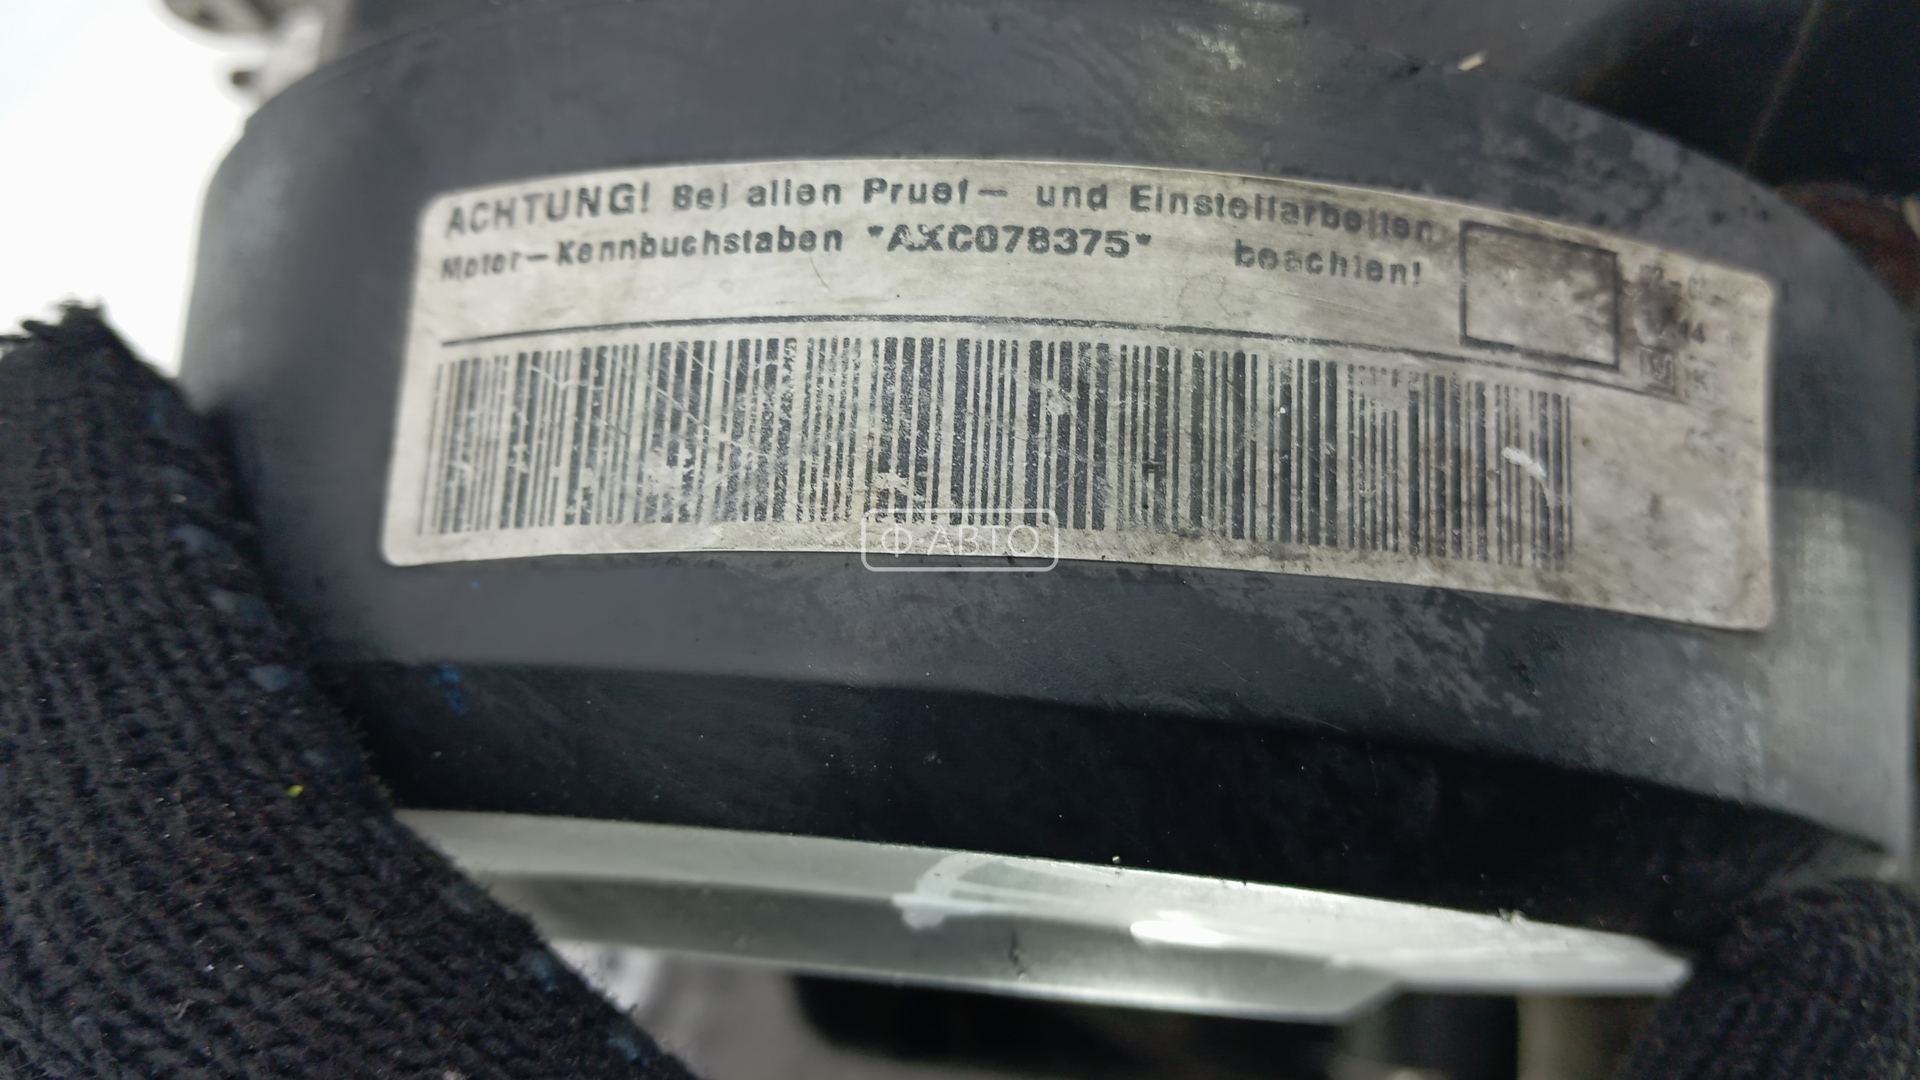 ACHTUNG! Bei allen Pruef- und Einstellarbeiten
Motor-Kennbuchstaben "AXC078375" beachten!
Ф-АВТО